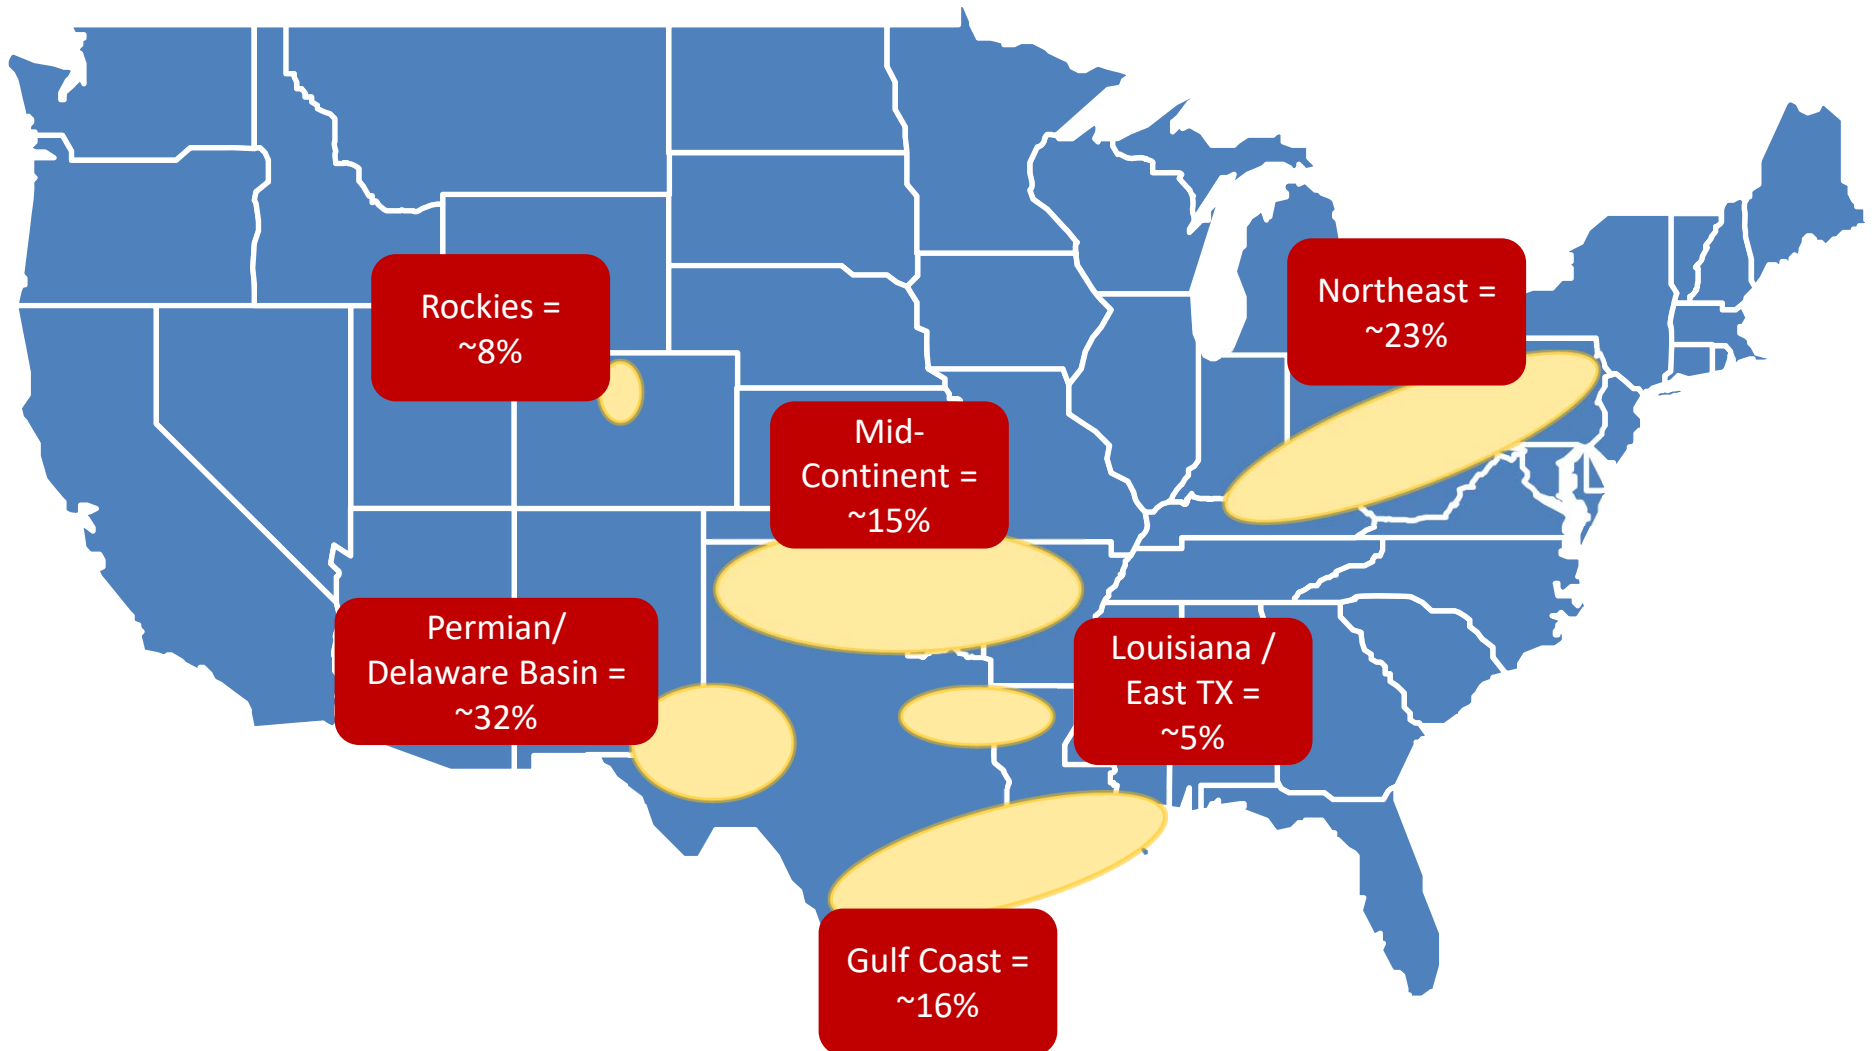 Rockies =
~8%
Northeast =
~23%
Mid-
Continent =
~15%
Permian/
Delaware Basin =
~32%
Louisiana /
East TX =
~5%
Gulf Coast =
~16%